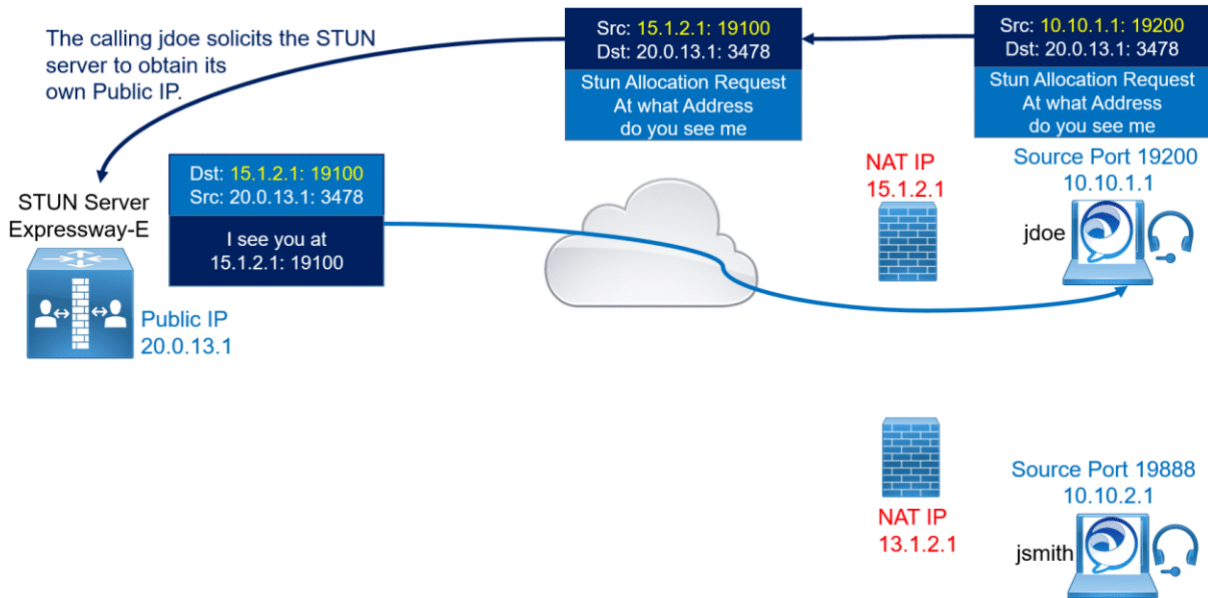 The calling jdoe solicits the STUN
server to obtain its
own Public IP.
Src: 15.1.2.1: 19100
Dst: 20.0.13.1: 3478
Stun Allocation Request
At what Address
do you see me
Src: 10.10.1.1: 19200
Dst: 20.0.13.1: 3478
Stun Allocation Request
At what Address
do you see me
STUN Server
Expressway-E
Dst: 15.1.2.1: 19100
Src: 20.0.13.1: 3478
I see you at
15.1.2.1: 19100
Public IP
20.0.13.1
NAT IP
15.1.2.1
Source Port 19200
10.10.1.1
jdoe
NAT IP
13.1.2.1
Source Port 19888
10.10.2.1
jsmith